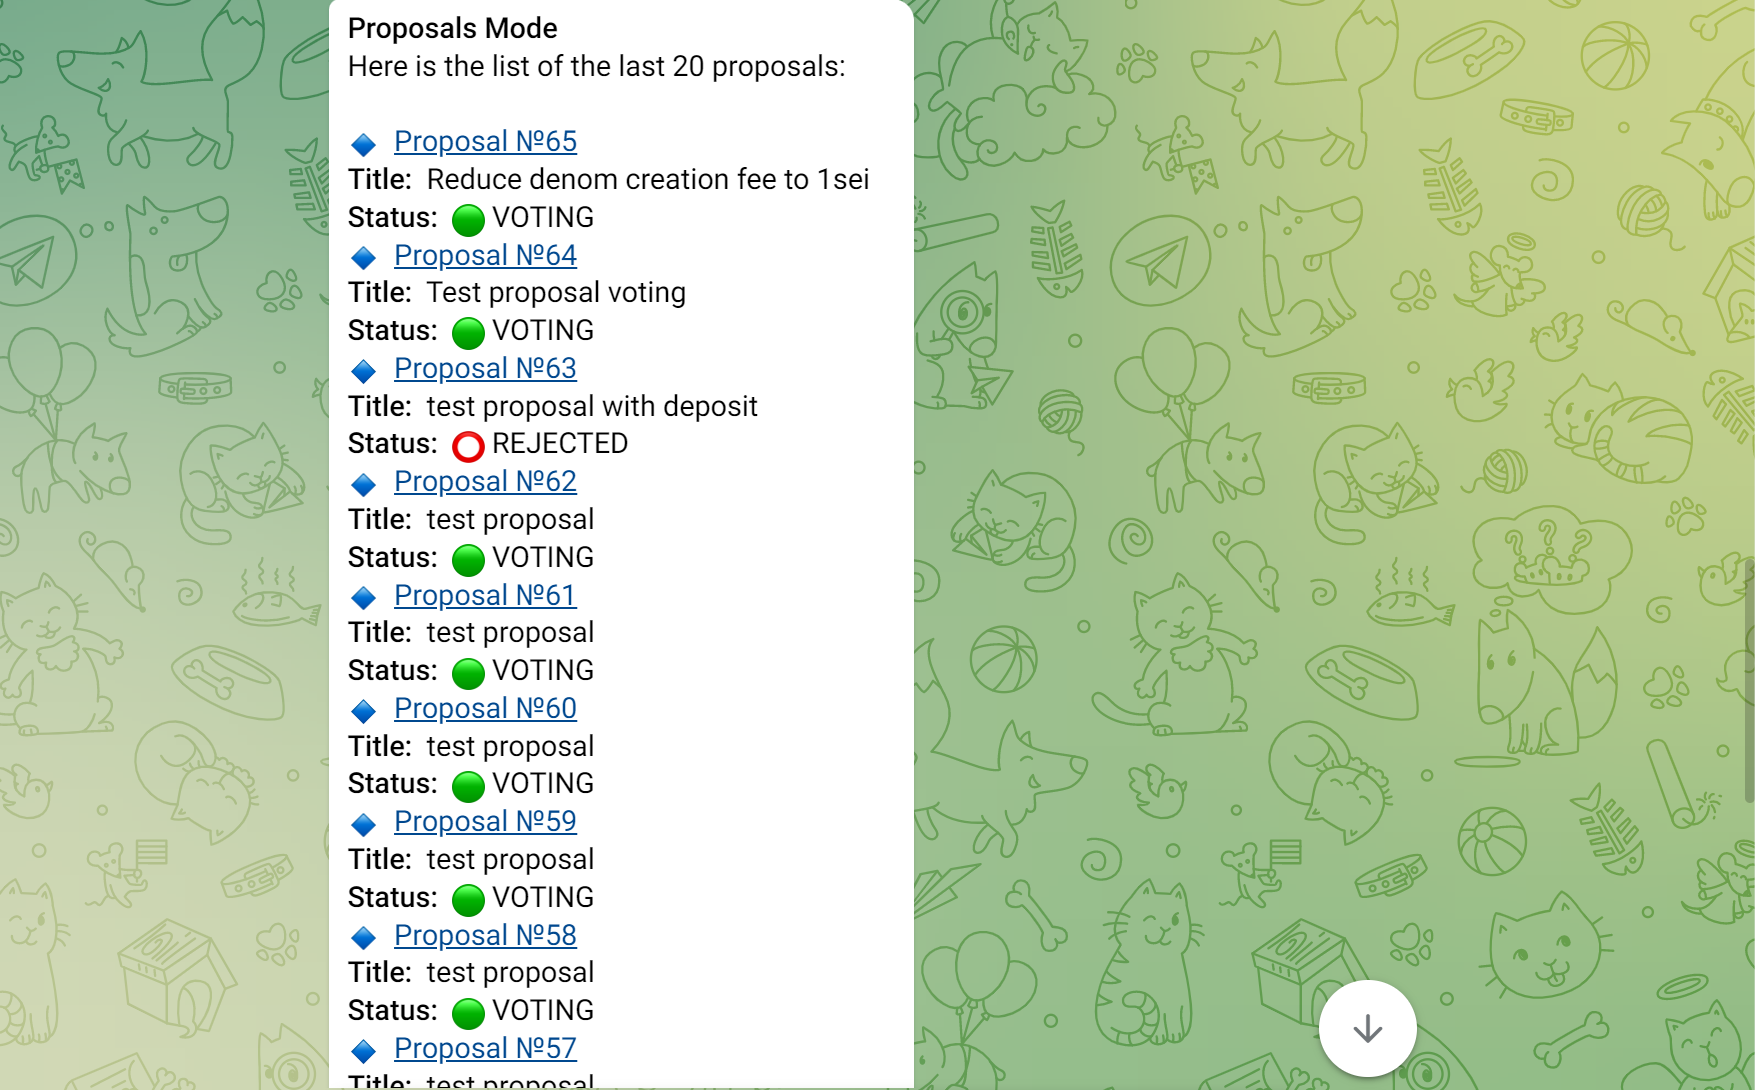 Proposals Mode
Here is the list of the last 20 proposals:
Proposal №65
Title: Reduce denom creation fee to 1sei
Status: VOTING
Proposal №64
Title: Test proposal voting
Status: VOTING
Proposal №63
Title: test proposal with deposit
Status: REJECTED
Proposal №62
Title: test proposal
Status: VOTING
Proposal №61
Title: test proposal
Status: VOTING
Proposal №60
Title: test proposal
Status: VOTING
Proposal №59
Title: test proposal
Status: VOTING
Proposal №58
Title: test proposal
Status: VOTING
Proposal №57
Title: test proposal